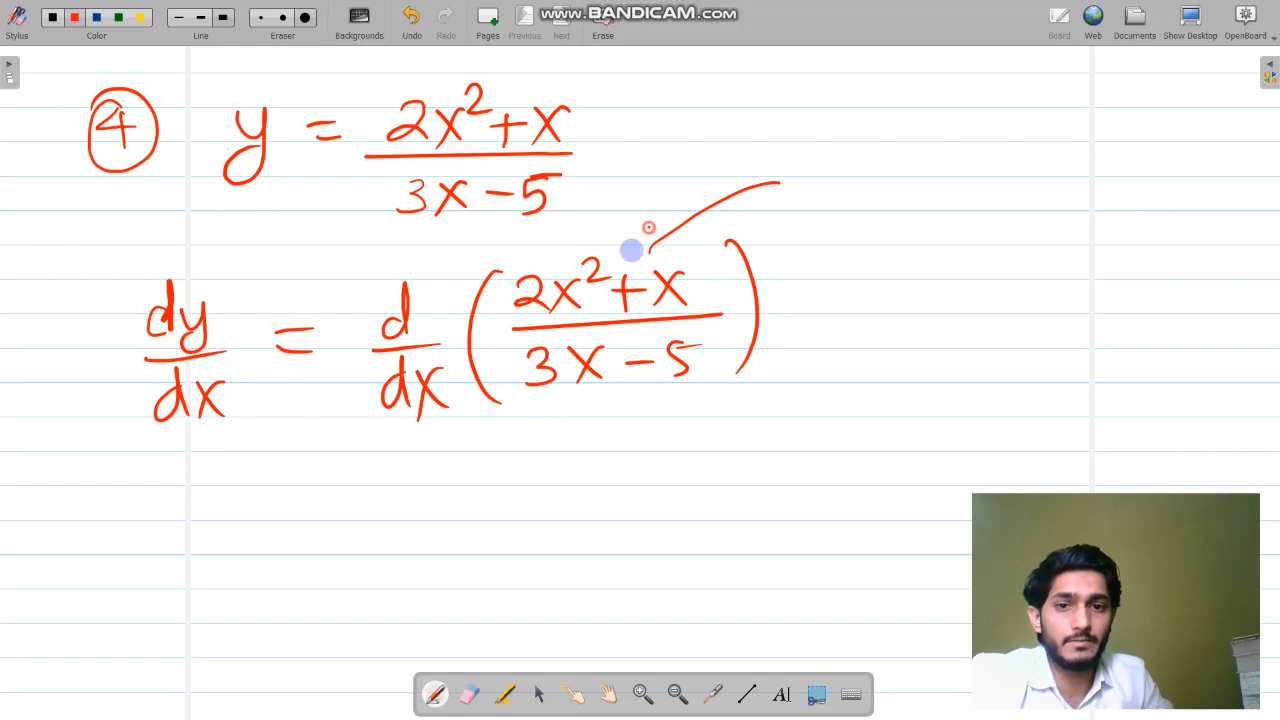 Stylus Color Line Eraser Backgrounds Undo Redo Pages Previous Next Erase Board Web Documents Show Desktop OpenBoard
www.BANDICAM.com
④ y = (2x² + x)/(3x - 5)
dy/dx = d/dx ((2x² + x)/(3x - 5))